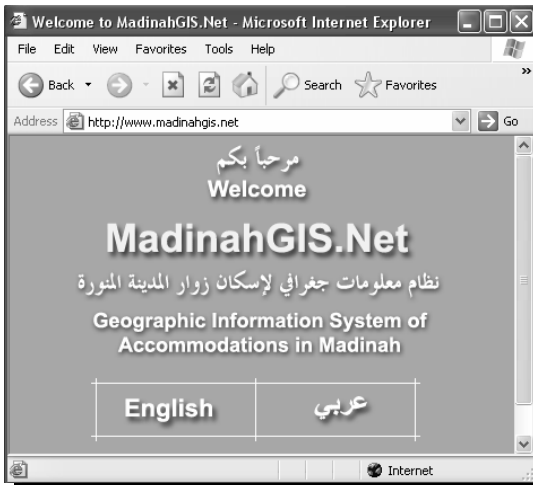 Welcome to MadinahGIS.Net - Microsoft Internet Explorer
File Edit View Favorites Tools Help
Back Search Favorites »
Address http://www.madinahgis.net Go
مرحباً بكم
Welcome
MadinahGIS.Net
نظام معلومات جغرافي لإسكان زوار المدينة المنورة
Geographic Information System of
Accommodations in Madinah
English عربي
Internet